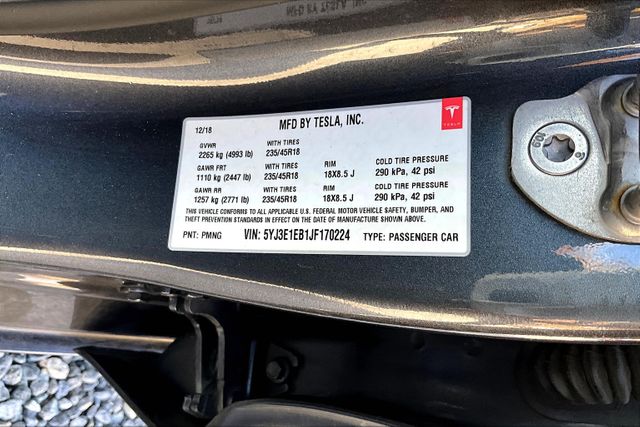 12/18 MFD BY TESLA, INC.
GVWR WITH TIRES
2265 kg (4993 lb) 235/45R18
GAWR FRT WITH TIRES RIM COLD TIRE PRESSURE
1110 kg (2447 lb) 235/45R18 18X8.5 J 290 kPa, 42 psi
GAWR RR WITH TIRES RIM COLD TIRE PRESSURE
1257 kg (2771 lb) 235/45R18 18X8.5 J 290 kPa, 42 psi
THIS VEHICLE CONFORMS TO ALL APPLICABLE U.S. FEDERAL MOTOR VEHICLE SAFETY, BUMPER, AND
THEFT PREVENTION STANDARDS IN EFFECT ON THE DATE OF MANUFACTURE SHOWN ABOVE.
PNT: PMNG VIN: 5YJ3E1EB1JF170224 TYPE: PASSENGER CAR
TESLA
109